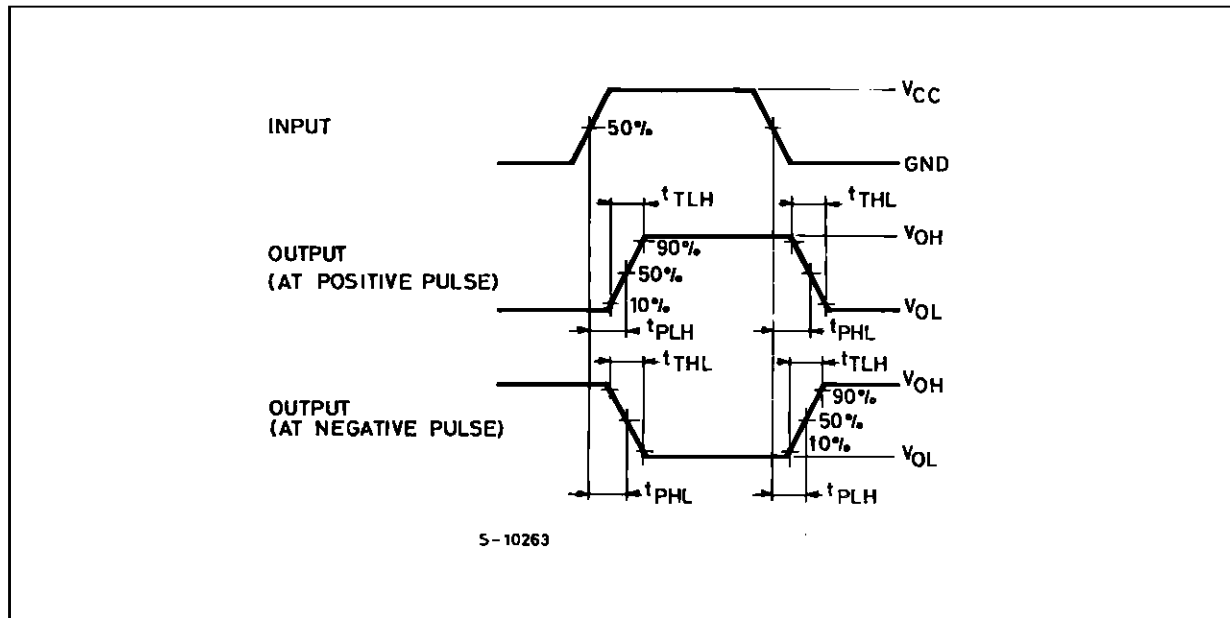 VCC
INPUT
50%
GND
tTLH
tTHL
VOH
OUTPUT
(AT POSITIVE PULSE)
90%
50%
10%
VOL
tPLH
tPHL
tTHL
tTLH
VOH
OUTPUT
(AT NEGATIVE PULSE)
90%
50%
10%
VOL
tPHL
tPLH
S-10263